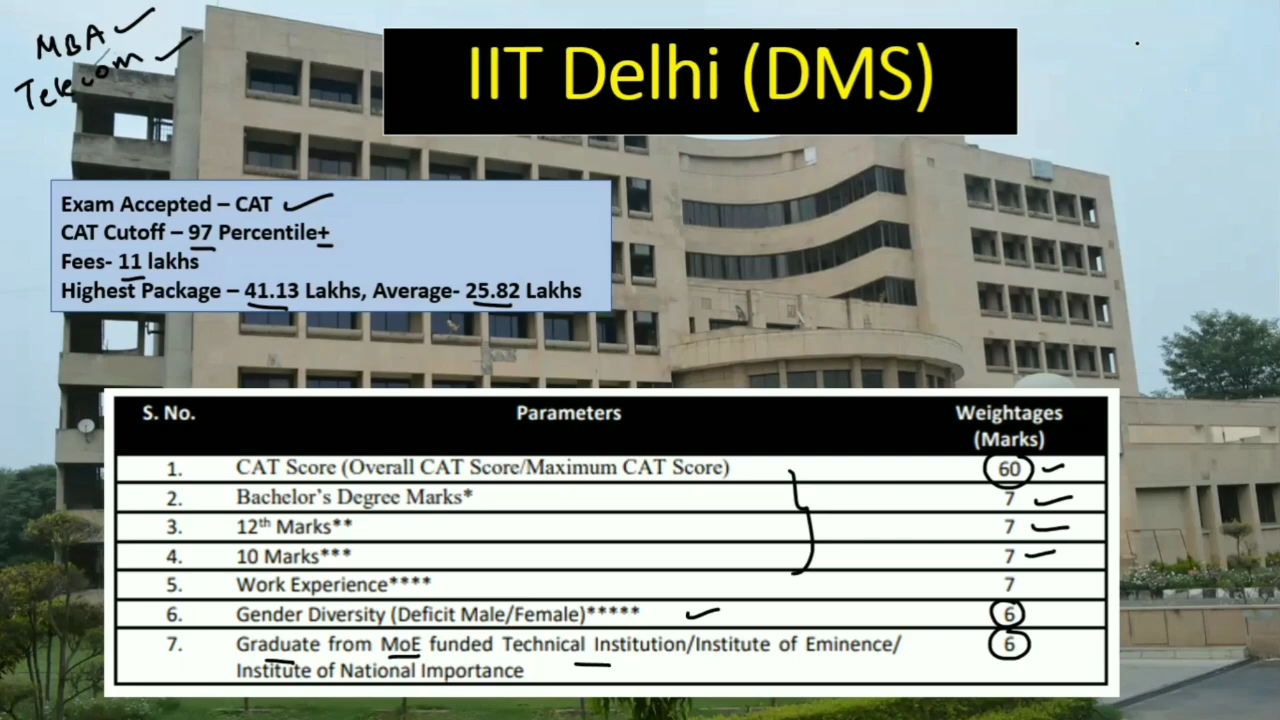 MBA
Telecom
IIT Delhi (DMS)
Exam Accepted – CAT
CAT Cutoff – 97 Percentile+
Fees- 11 lakhs
Highest Package – 41.13 Lakhs, Average- 25.82 Lakhs
S. No. Parameters Weightages
(Marks)
1. CAT Score (Overall CAT Score/Maximum CAT Score) 60
2. Bachelor's Degree Marks* 7
3. 12th Marks** 7
4. 10 Marks*** 7
5. Work Experience**** 7
6. Gender Diversity (Deficit Male/Female)***** 6
7. Graduate from MoE funded Technical Institution/Institute of Eminence/ 6
Institute of National Importance